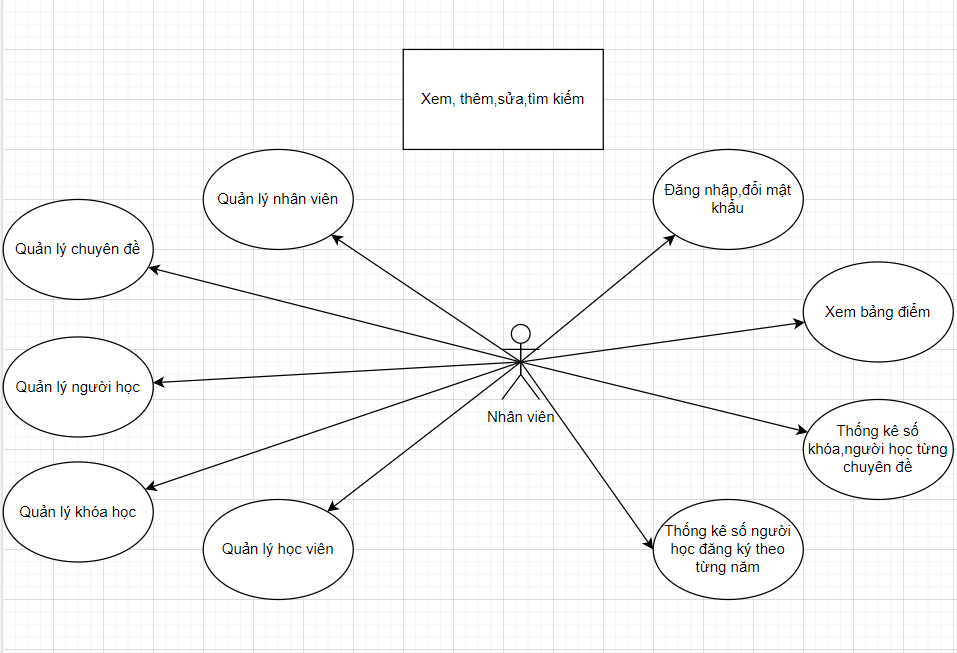 Xem, thêm,sửa,tìm kiếm
Quản lý nhân viên
Đăng nhập,đổi mật
khẩu
Quản lý chuyên đề
Xem bảng điểm
Quản lý người học
Nhân viên
Thống kê số
khóa,người học từng
chuyên đề
Quản lý khóa học
Quản lý học viên
Thống kê số người
học đăng ký theo
từng năm